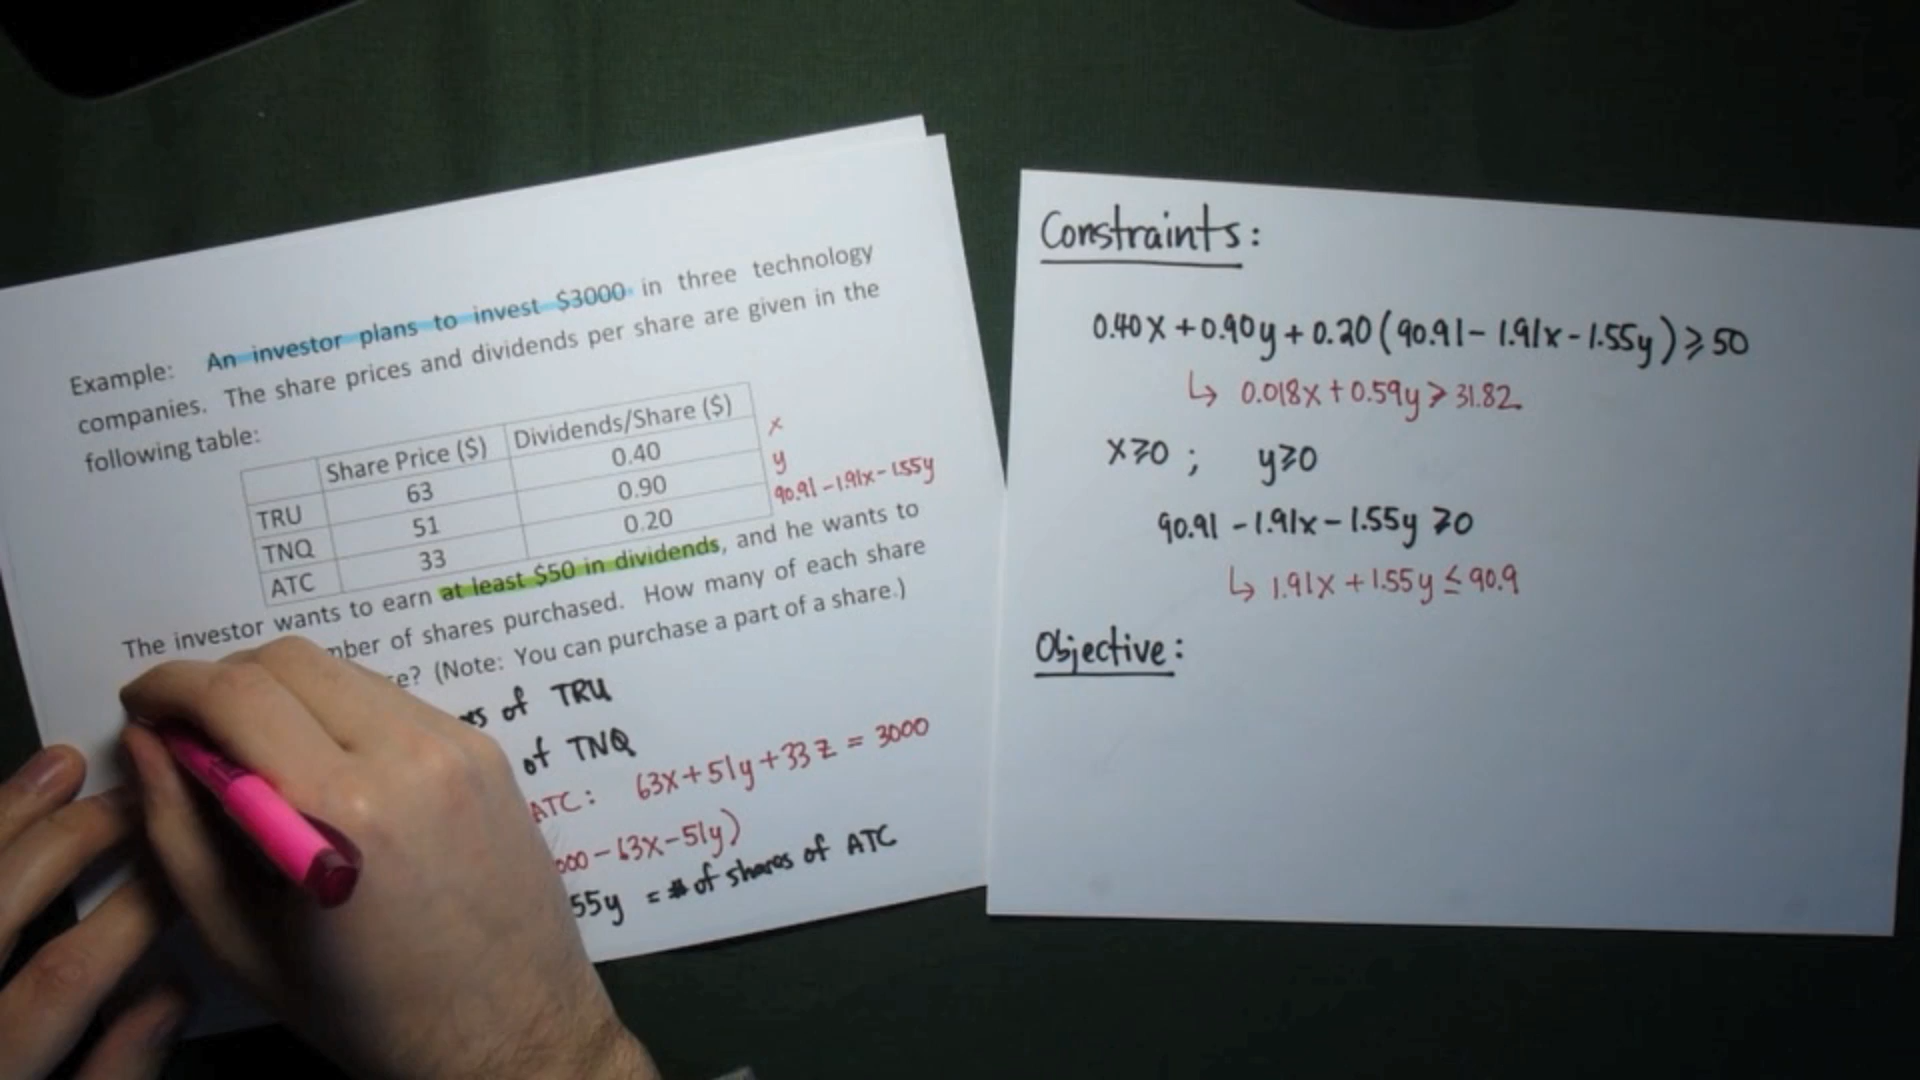 Example: An investor plans to invest $3000 in three technology
companies. The share prices and dividends per share are given in the
following table:
Share Price ($) Dividends/Share ($)
TRU 63 0.40 x
TNQ 51 0.90 y
ATC 33 0.20 90.91-1.91x-1.55y
The investor wants to earn at least $50 in dividends, and he wants to
of shares purchased. How many of each share
(Note: You can purchase a part of a share.)
of TRU
of TNQ
ATC: 63x+51y+33z = 3000
-63x-51y)
55y = # of shares of ATC
Constraints:
0.40x+0.90y+0.20(90.91-1.91x-1.55y)≥50
↳ 0.018x+0.59y≥31.82
x≥0; y≥0
90.91-1.91x-1.55y≥0
↳ 1.91x+1.55y≤90.9
Objective: